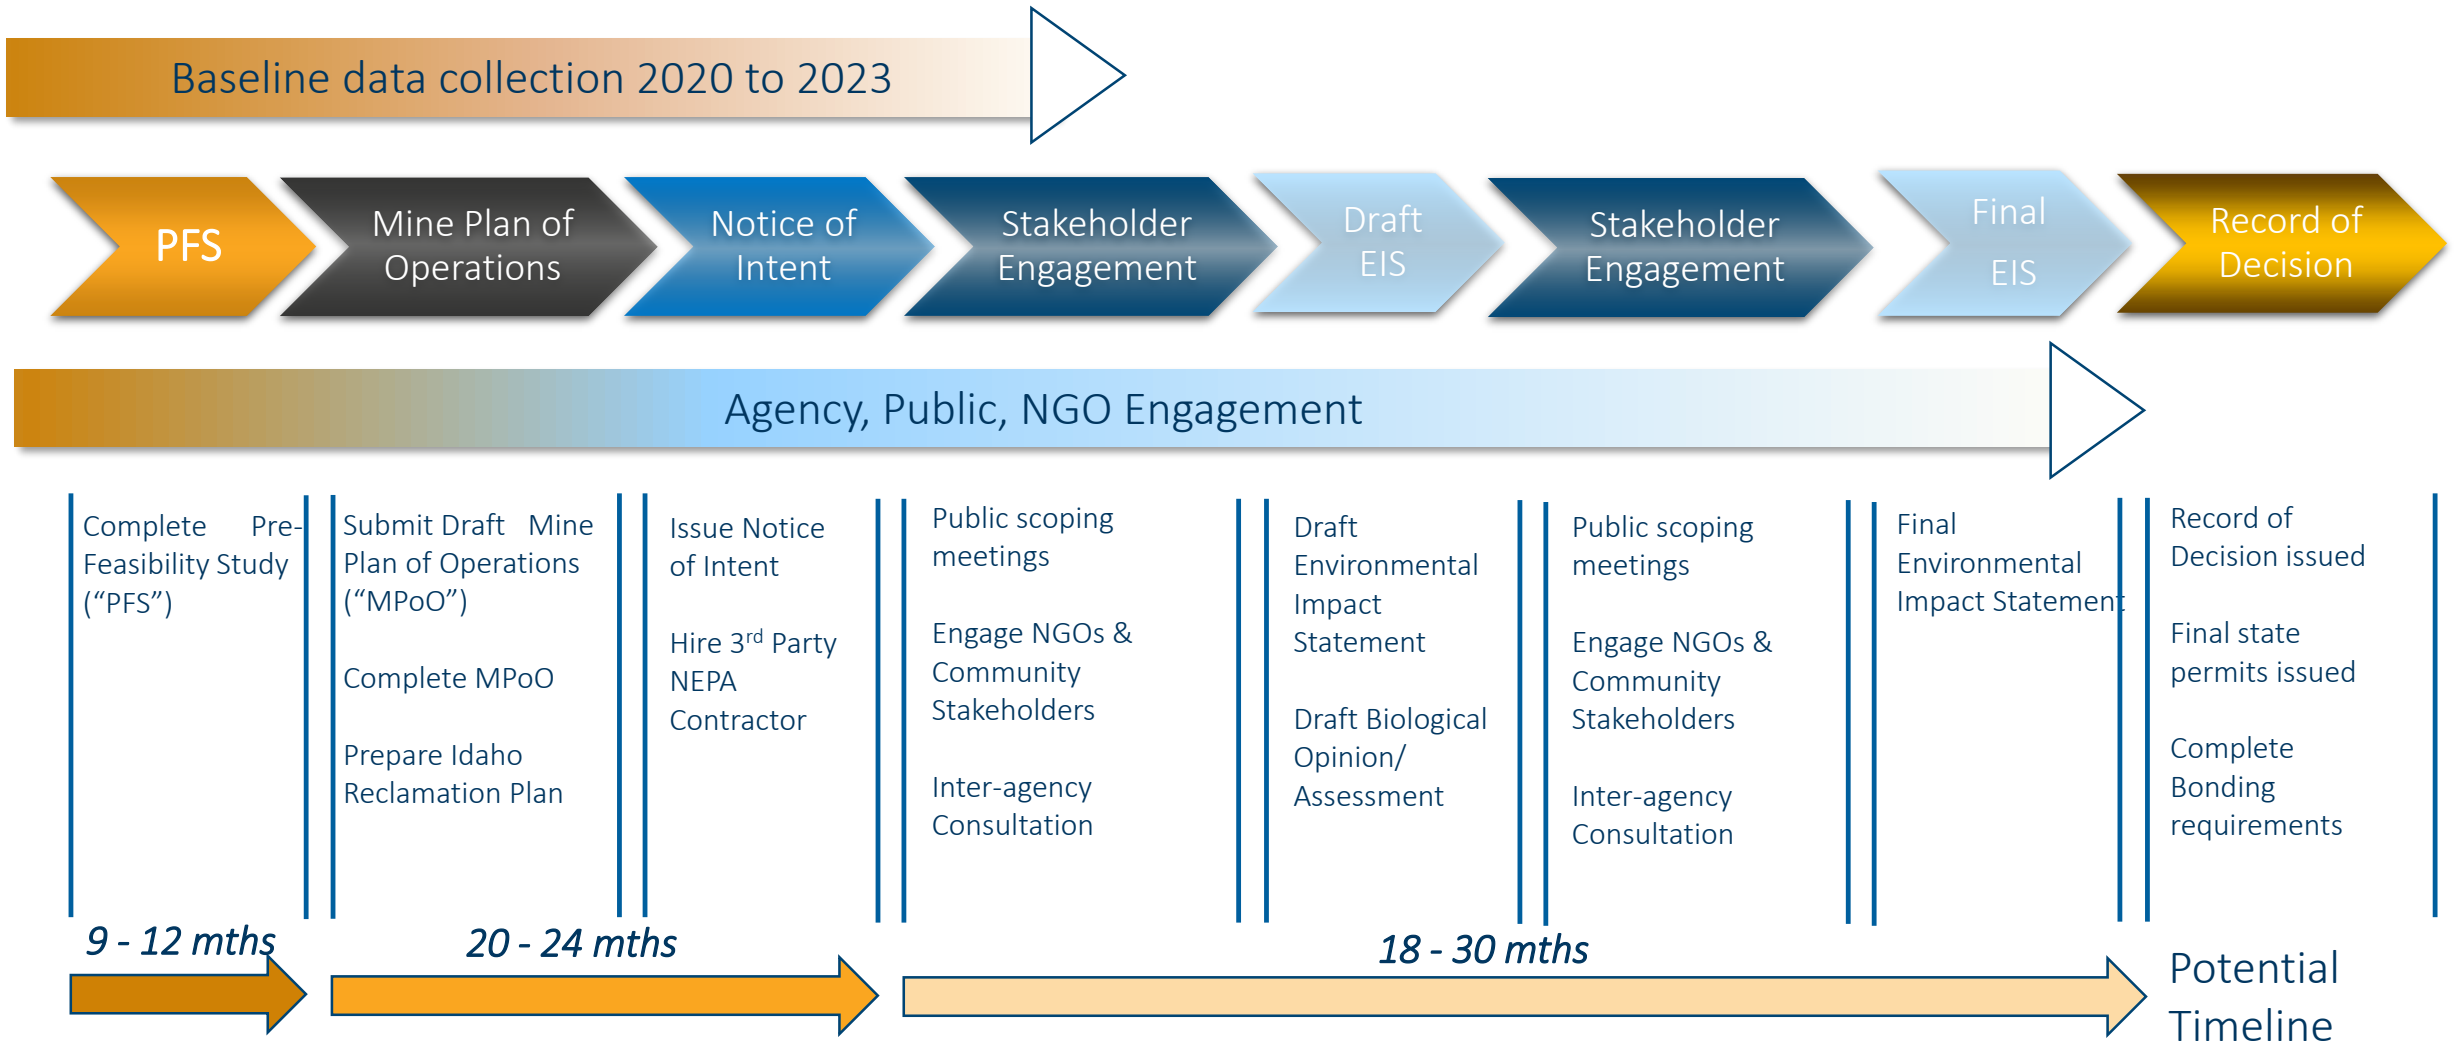 Baseline data collection 2020 to 2023
PFS
Mine Plan of
Operations
Notice of
Intent
Stakeholder
Engagement
Draft
EIS
Stakeholder
Engagement
Final
EIS
Record of
Decision
Agency, Public, NGO Engagement
Complete Pre-
Feasibility Study
(“PFS”)
Submit Draft Mine
Plan of Operations
(“MPoO”)
Complete MPoO
Prepare Idaho
Reclamation Plan
Issue Notice
of Intent
Hire 3rd Party
NEPA
Contractor
Public scoping
meetings
Engage NGOs &
Community
Stakeholders
Inter-agency
Consultation
Draft
Environmental
Impact
Statement
Draft Biological
Opinion/
Assessment
Public scoping
meetings
Engage NGOs &
Community
Stakeholders
Inter-agency
Consultation
Final
Environmental
Impact Statement
Record of
Decision issued
Final state
permits issued
Complete
Bonding
requirements
9 - 12 mths
20 - 24 mths
18 - 30 mths
Potential
Timeline